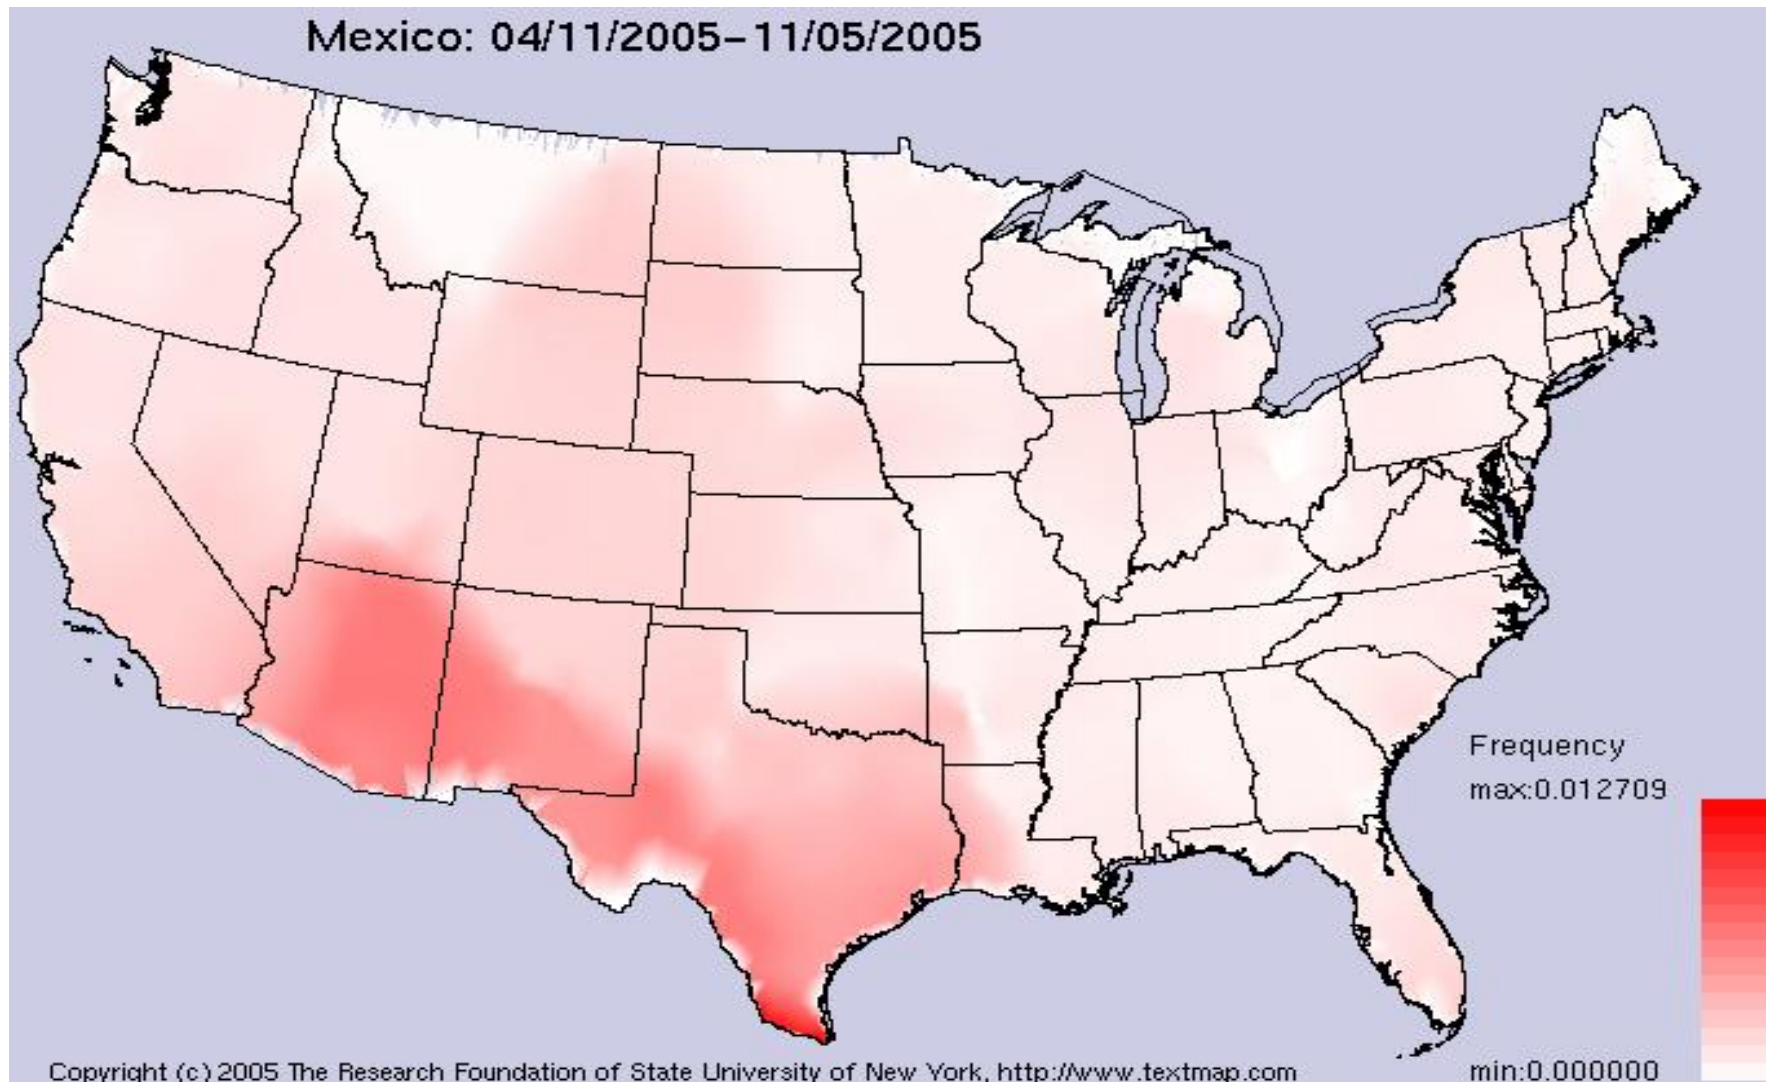 Mexico: 04/11/2005-11/05/2005
Frequency
max:0.012709
min:0.000000
Copyright (c) 2005 The Research Foundation of State University of New York, http://www.textmap.com